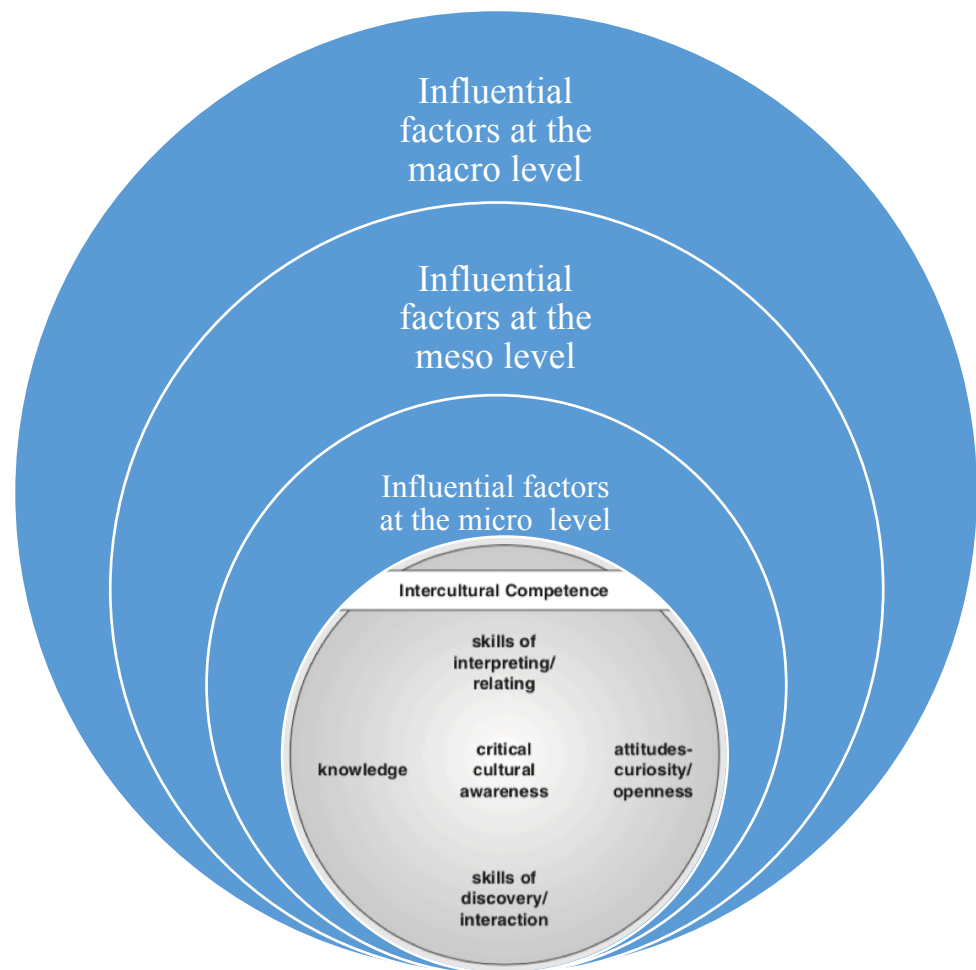 Influential
factors at the
macro level
Influential
factors at the
meso level
Influential factors
at the micro level
Intercultural Competence
skills of
interpreting/
relating
knowledge
critical
cultural
awareness
attitudes-
curiosity/
openness
skills of
discovery/
interaction